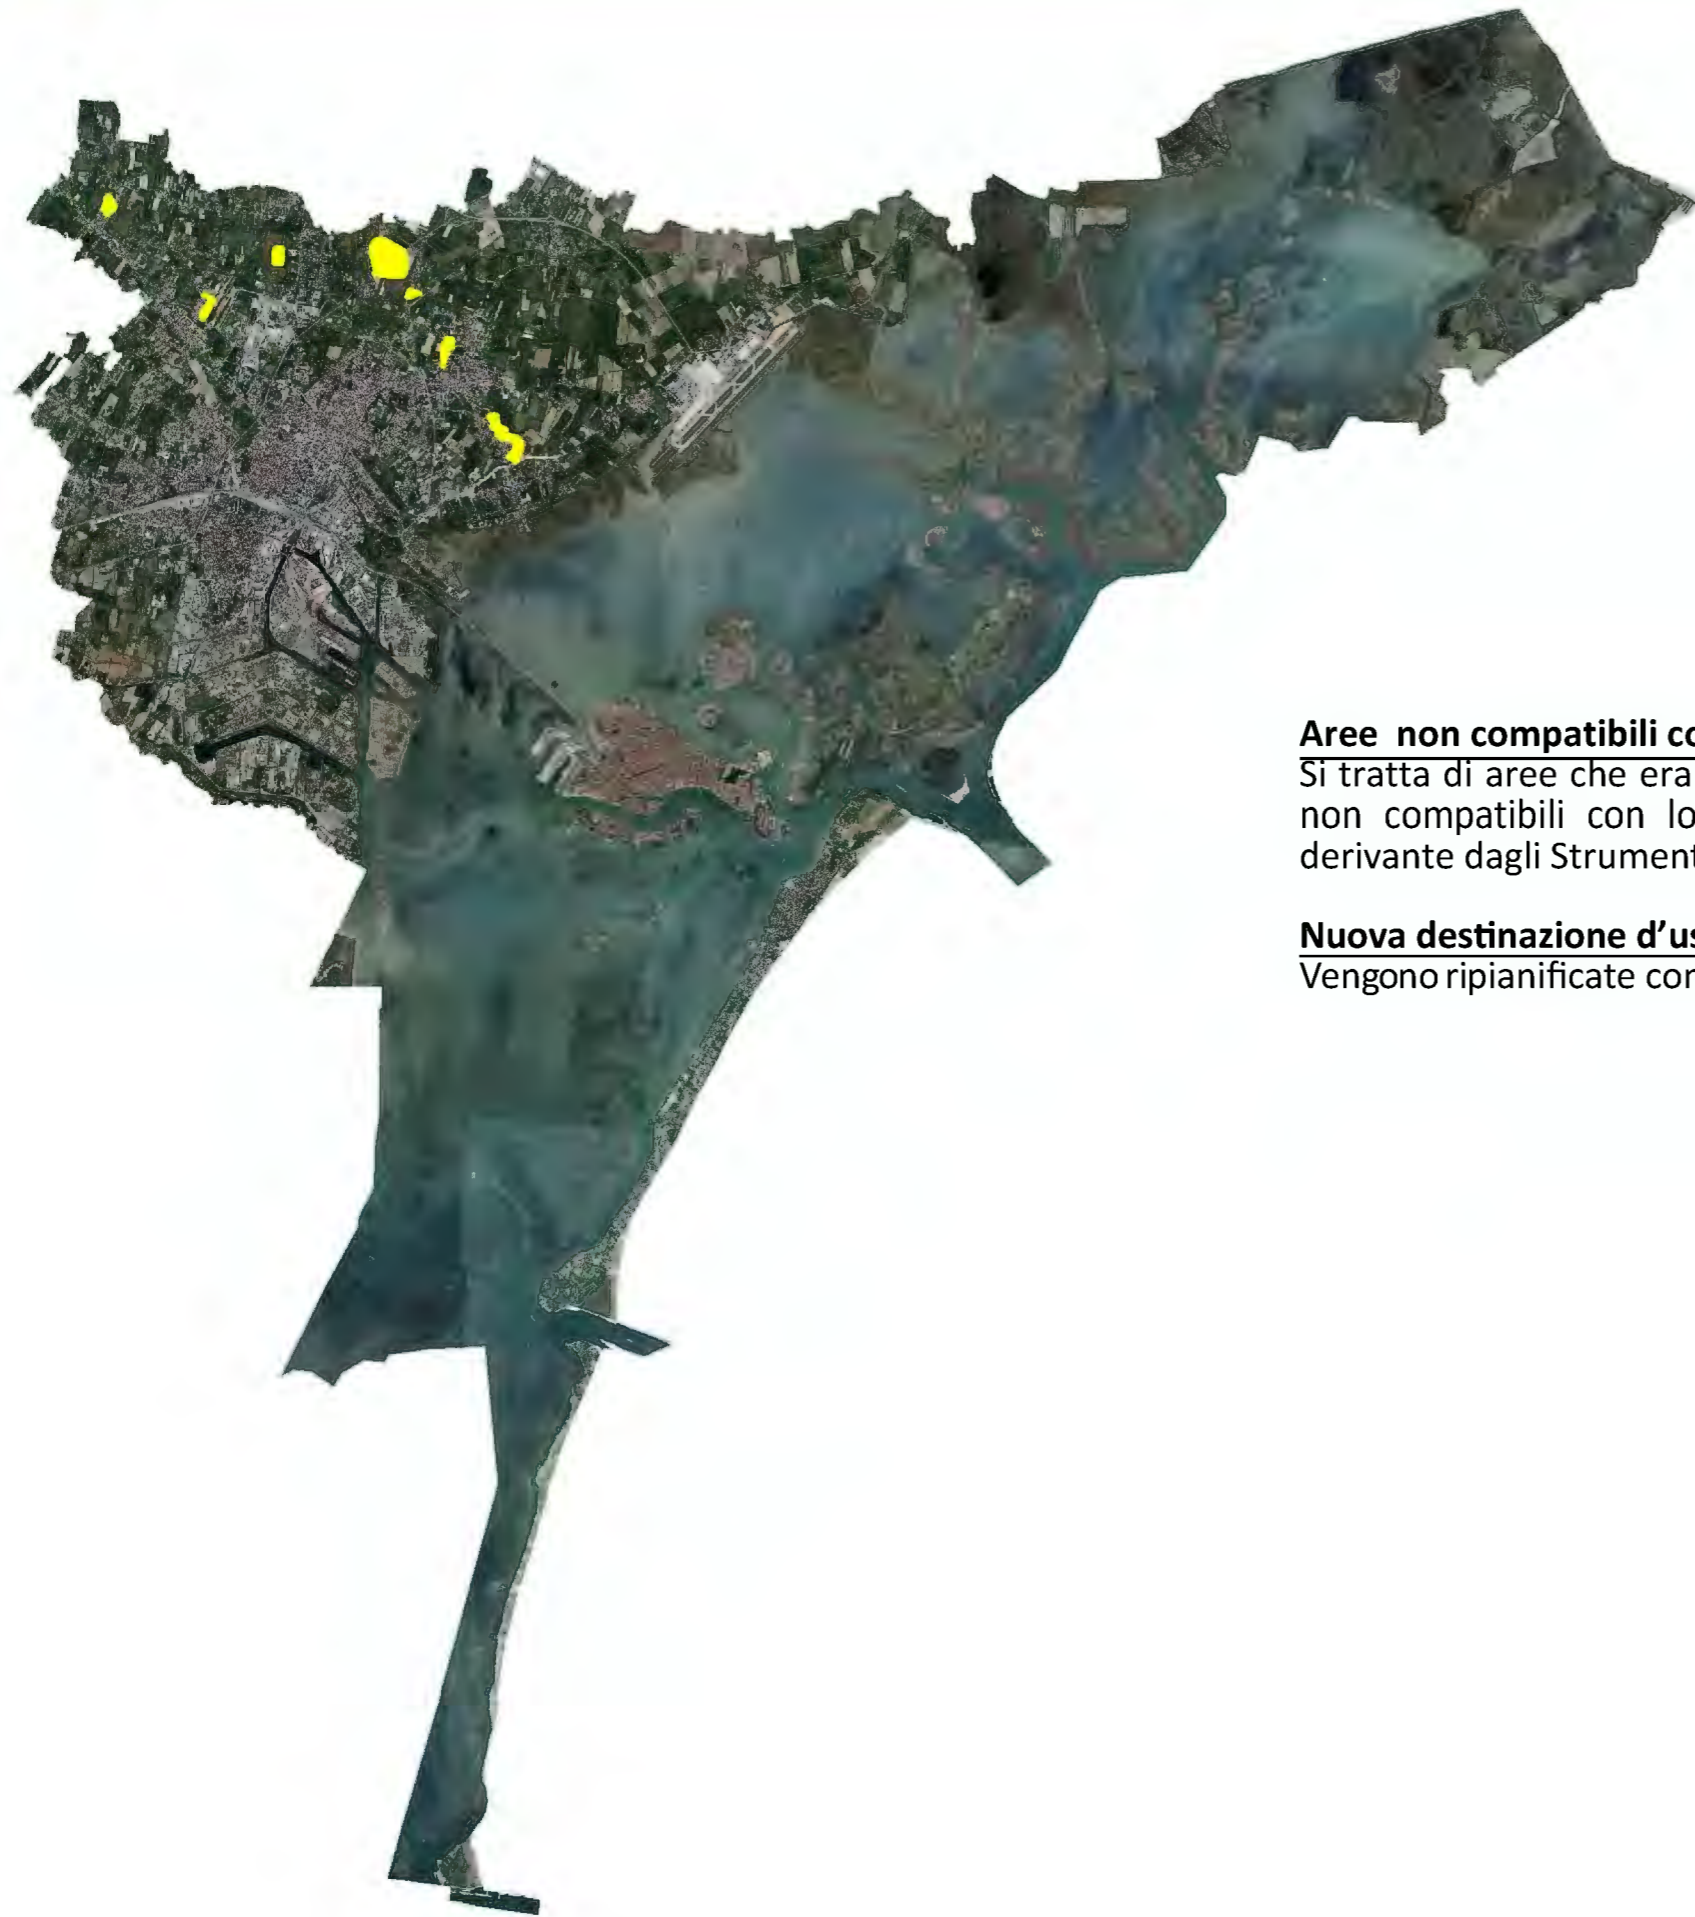 Aree non compatibili co
Si tratta di aree che era
non compatibili con lo
derivante dagli Strument
Nuova destinazione d’us
Vengono ripianificate con